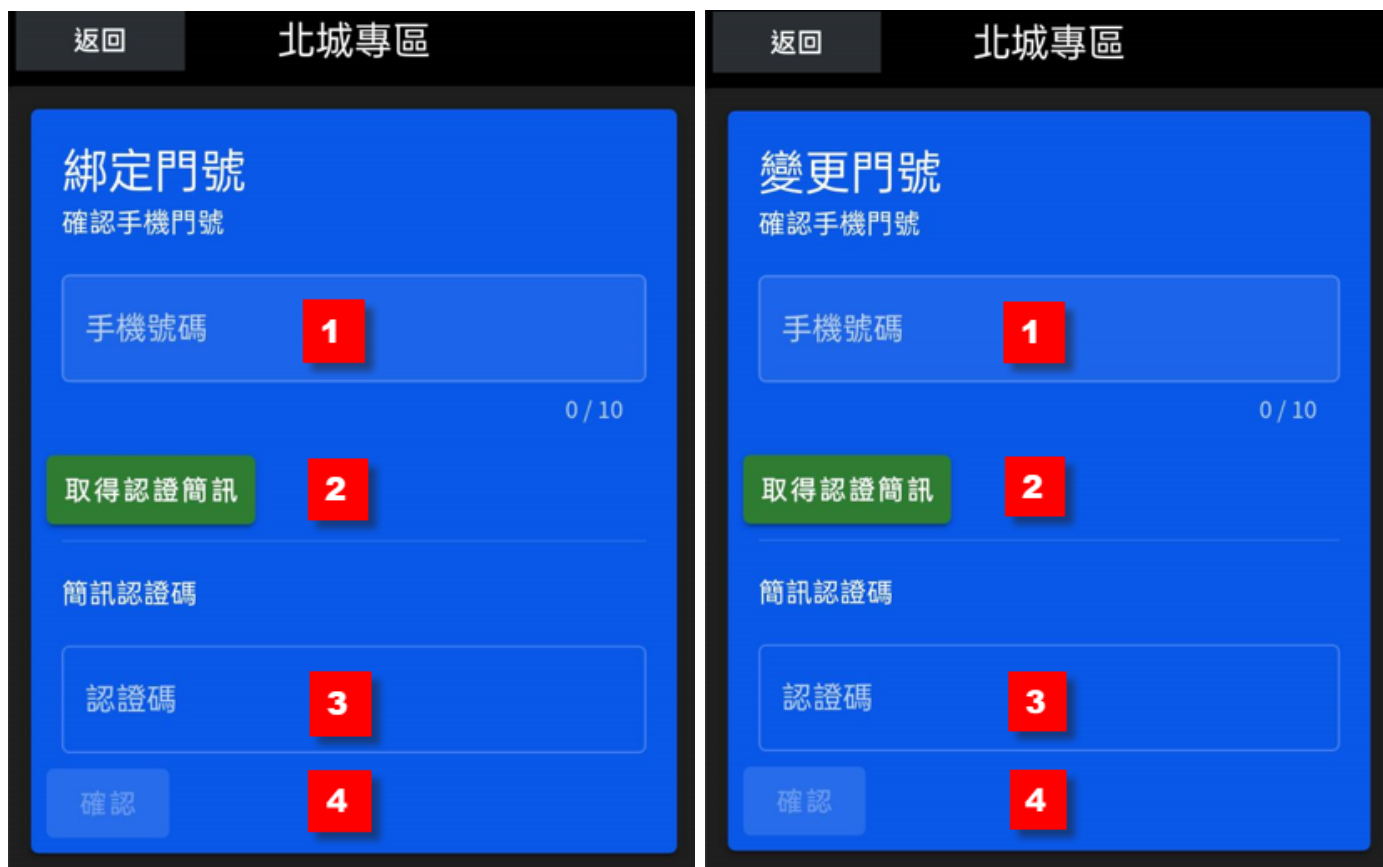 返回
北城專區
綁定門號
確認手機門號
手機號碼
1
0 / 10
取得認證簡訊
2
簡訊認證碼
認證碼
3
確認
4
返回
北城專區
變更門號
確認手機門號
手機號碼
1
0 / 10
取得認證簡訊
2
簡訊認證碼
認證碼
3
確認
4